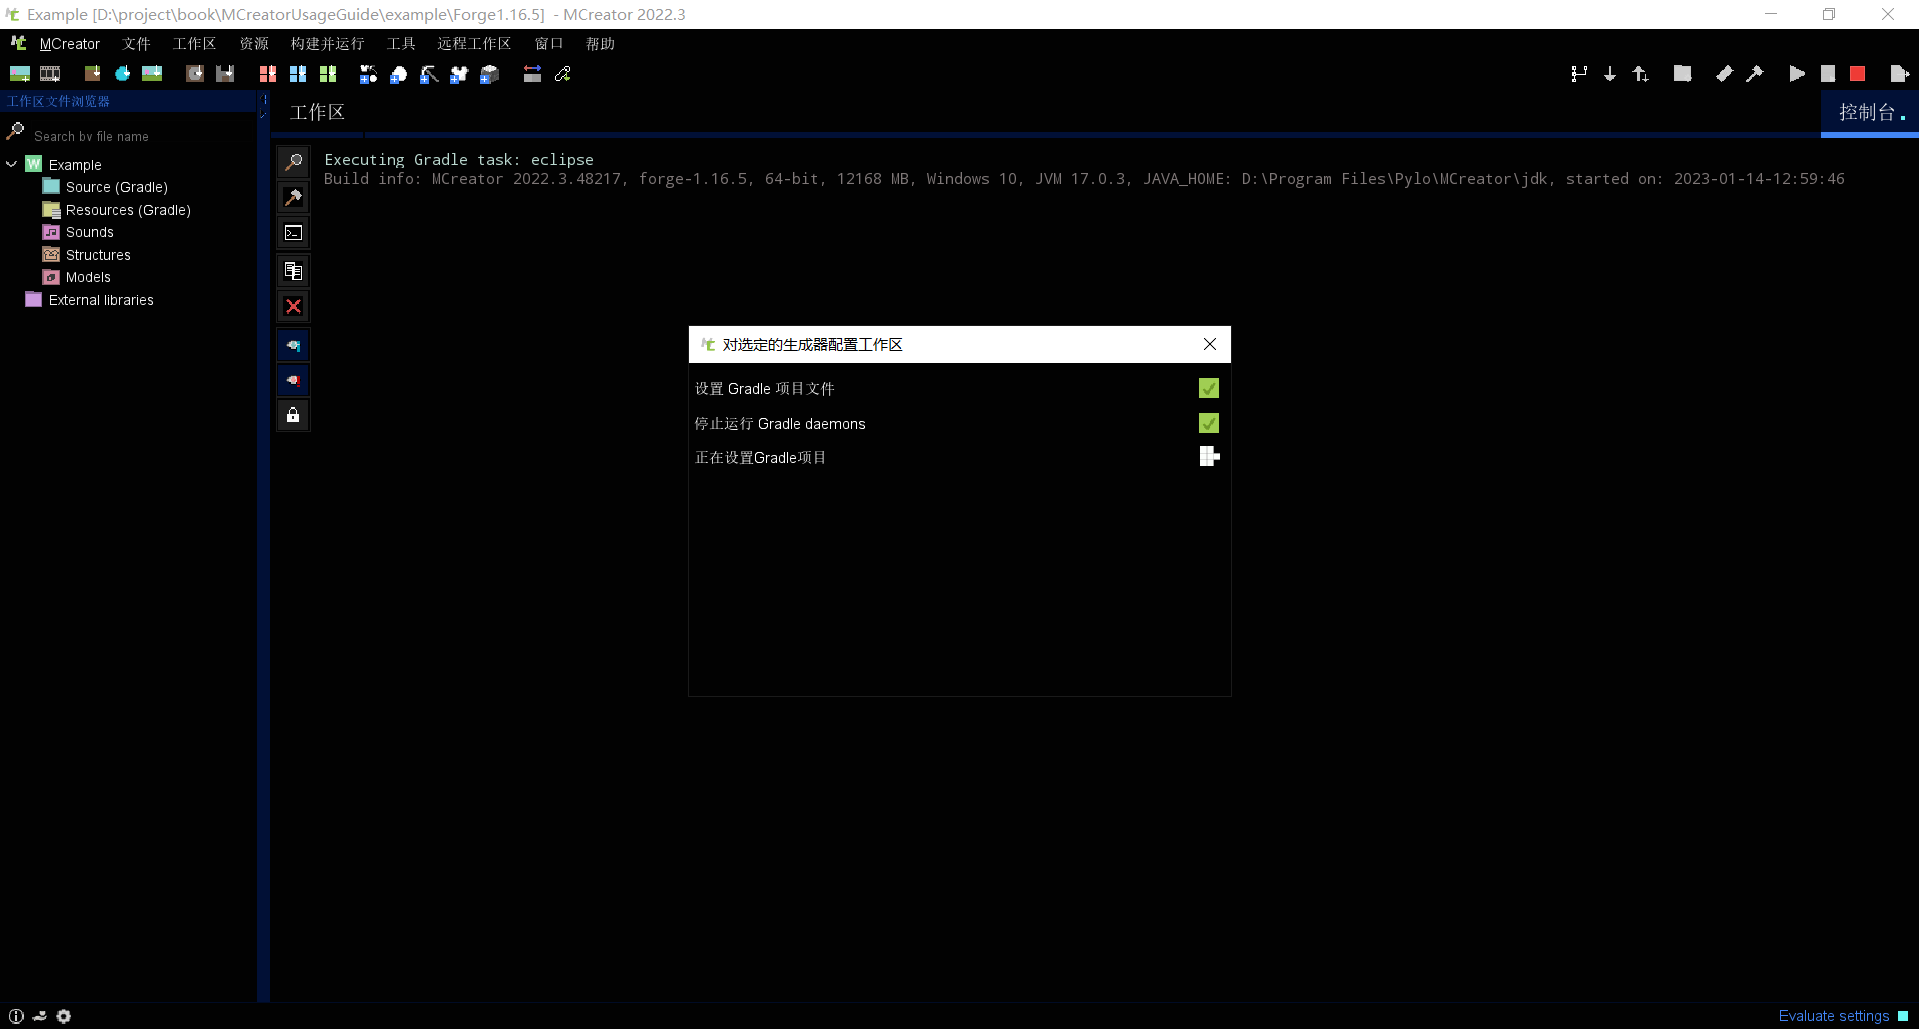 Example [D:\project\book\MCreatorUsageGuide\example\Forge1.16.5] - MCreator 2022.3
MCreator 文件 工作区 资源 构建并运行 工具 远程工作区 窗口 帮助
工作区文件浏览器
工作区
控制台
Search by file name
Example
Source (Gradle)
Resources (Gradle)
Sounds
Structures
Models
External libraries
Executing Gradle task: eclipse
Build info: MCreator 2022.3.48217, forge-1.16.5, 64-bit, 12168 MB, Windows 10, JVM 17.0.3, JAVA_HOME: D:\Program Files\Pylo\MCreator\jdk, started on: 2023-01-14-12:59:46
对选定的生成器配置工作区
设置 Gradle 项目文件
停止运行 Gradle daemons
正在设置Gradle项目
Evaluate settings